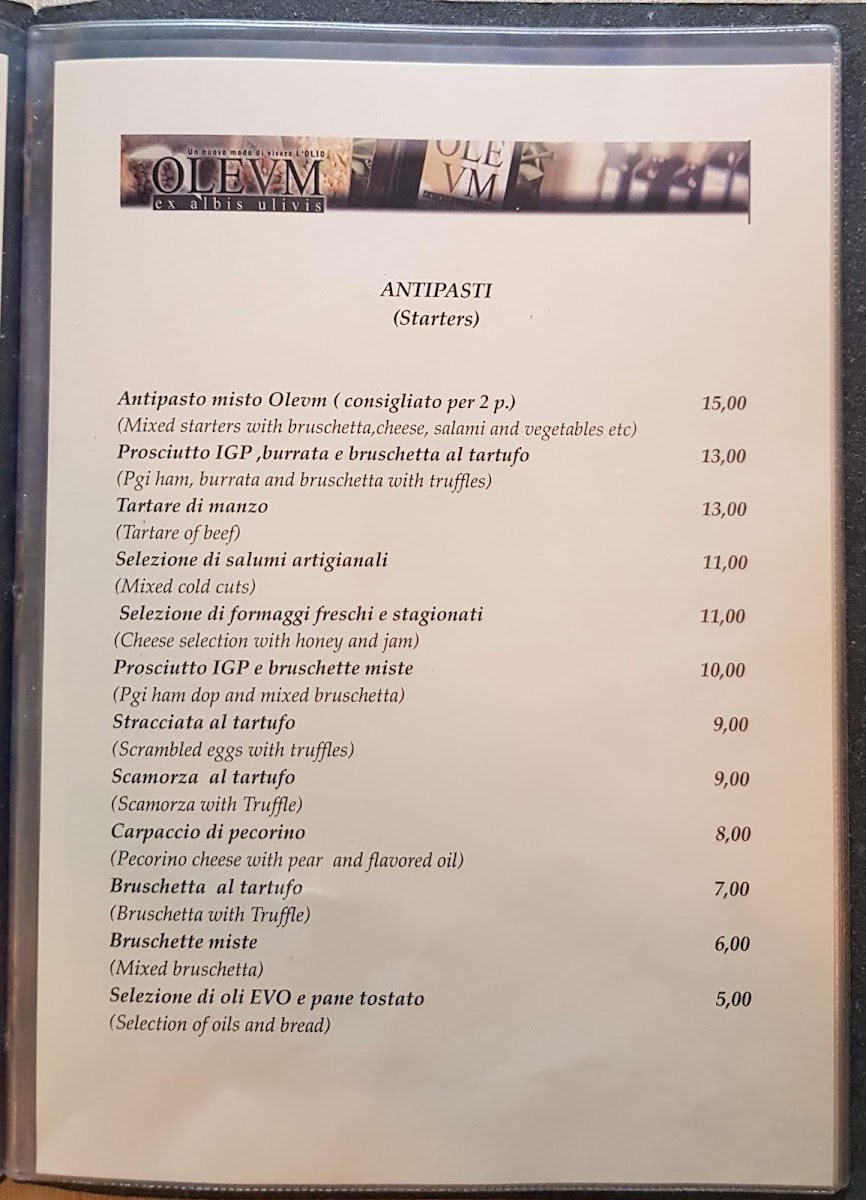 Un nuovo modo di vivere L'OLIO
OLEVM
ex albis ulivis
OLE
VM
ANTIPASTI
(Starters)
Antipasto misto Olevm ( consigliato per 2 p.) 15,00
(Mixed starters with bruschetta,cheese, salami and vegetables etc)
Prosciutto IGP ,burrata e bruschetta al tartufo 13,00
(Pgi ham, burrata and bruschetta with truffles)
Tartare di manzo 13,00
(Tartare of beef)
Selezione di salumi artigianali 11,00
(Mixed cold cuts)
Selezione di formaggi freschi e stagionati 11,00
(Cheese selection with honey and jam)
Prosciutto IGP e bruschette miste 10,00
(Pgi ham dop and mixed bruschetta)
Stracciata al tartufo 9,00
(Scrambled eggs with truffles)
Scamorza al tartufo 9,00
(Scamorza with Truffle)
Carpaccio di pecorino 8,00
(Pecorino cheese with pear and flavored oil)
Bruschetta al tartufo 7,00
(Bruschetta with Truffle)
Bruschette miste 6,00
(Mixed bruschetta)
Selezione di oli EVO e pane tostato 5,00
(Selection of oils and bread)